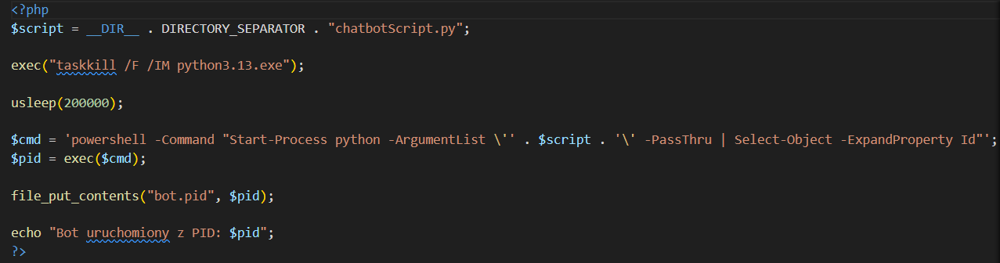 <?php
$script = __DIR__ . DIRECTORY_SEPARATOR . "chatbotScript.py";
exec("taskkill /F /IM python3.13.exe");
usleep(200000);
$cmd = 'powershell -Command "Start-Process python -ArgumentList \'' . $script . '\' -PassThru | Select-Object -ExpandProperty Id"';
$pid = exec($cmd);
file_put_contents("bot.pid", $pid);
echo "Bot uruchomiony z PID: $pid";
?>